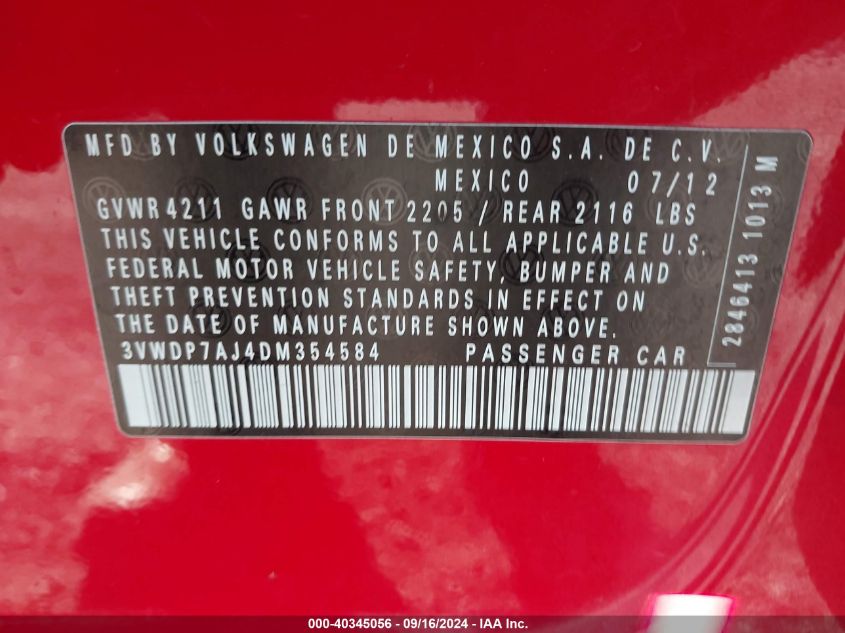 MFD BY VOLKSWAGEN DE MEXICO S.A. DE C.V.
MEXICO 07/12
GVWR 4211 GAWR FRONT 2205 / REAR 2116 LBS
THIS VEHICLE CONFORMS TO ALL APPLICABLE U.S.
FEDERAL MOTOR VEHICLE SAFETY, BUMPER AND
THEFT PREVENTION STANDARDS IN EFFECT ON
THE DATE OF MANUFACTURE SHOWN ABOVE.
3VWDP7AJ4DM354584 PASSENGER CAR
2846413 1013 M
000-40345056 - 09/16/2024 - IAA Inc.